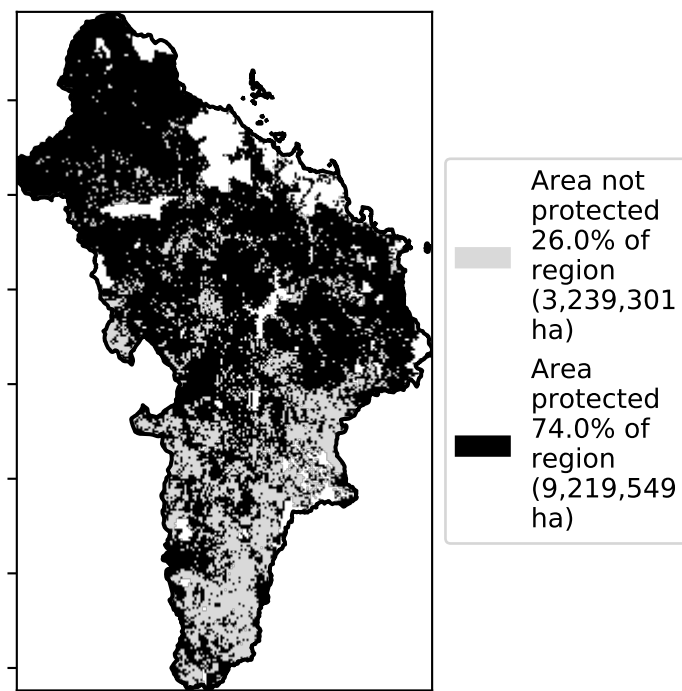 Area not
protected
26.0% of
region
(3,239,301
ha)
Area
protected
74.0% of
region
(9,219,549
ha)